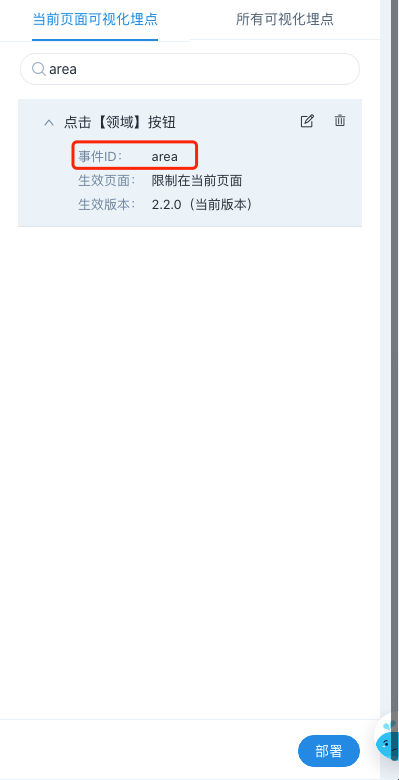 当前页面可视化埋点 所有可视化埋点
area
点击【领域】按钮
事件ID： area
生效页面： 限制在当前页面
生效版本： 2.2.0（当前版本）
部署